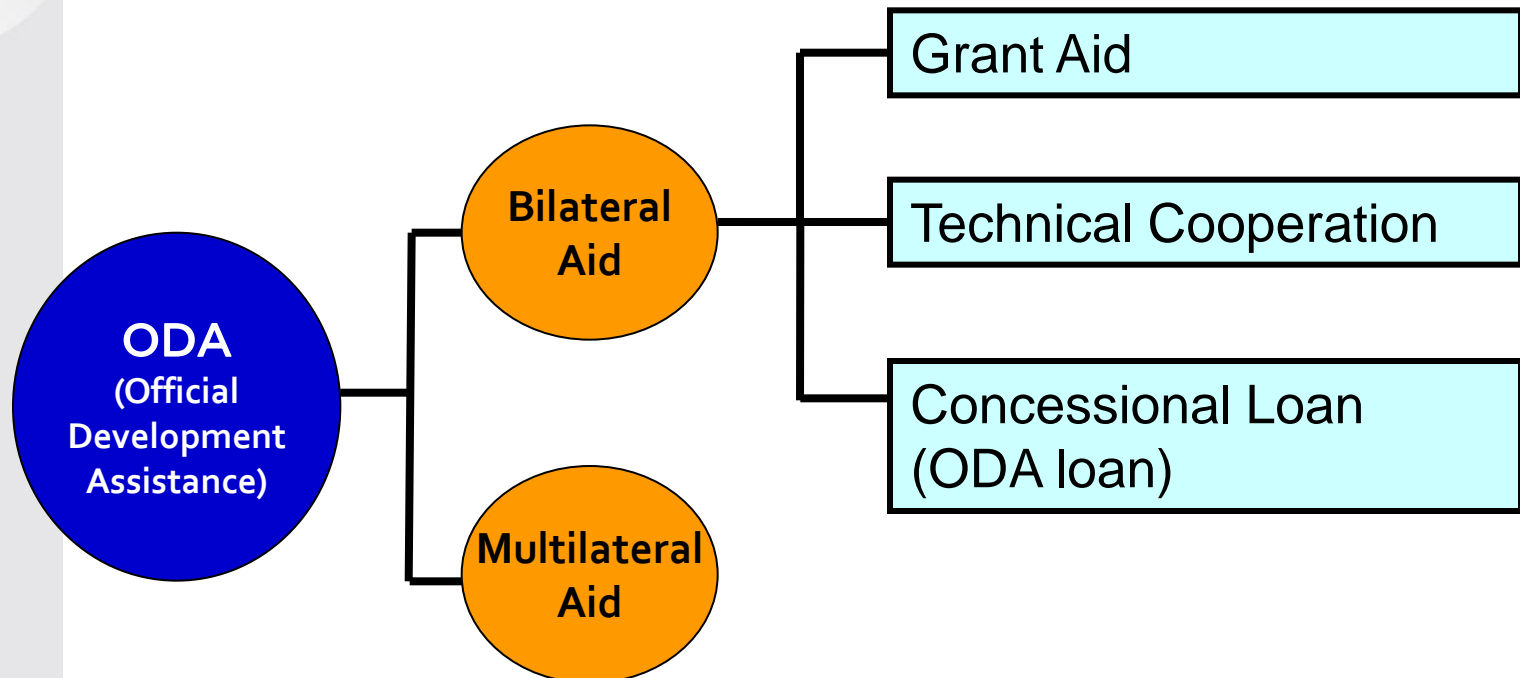 ODA
(Official
Development
Assistance)
Bilateral
Aid
Multilateral
Aid
Grant Aid
Technical Cooperation
Concessional Loan
(ODA loan)